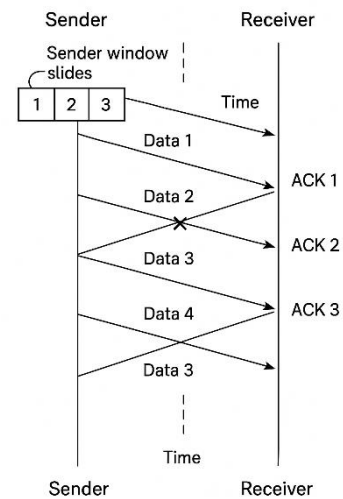 Sender Receiver
Sender window
slides
1 2 3
Time
Data 1
ACK 1
Data 2
ACK 2
Data 3
ACK 3
Data 4
Data 3
Time
Sender Receiver